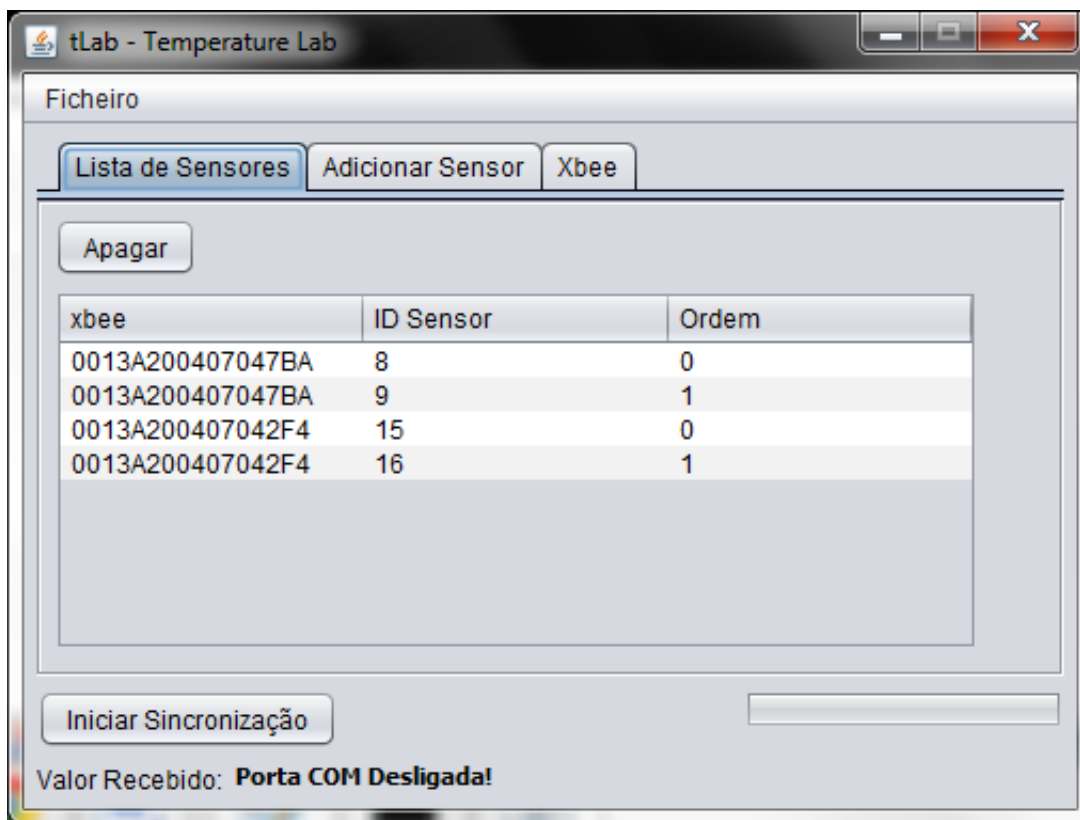 tLab - Temperature Lab
Ficheiro
Lista de Sensores Adicionar Sensor Xbee
Apagar
xbee ID Sensor Ordem
0013A200407047BA 8 0
0013A200407047BA 9 1
0013A200407042F4 15 0
0013A200407042F4 16 1
Iniciar Sincronização
Valor Recebido: Porta COM Desligada!